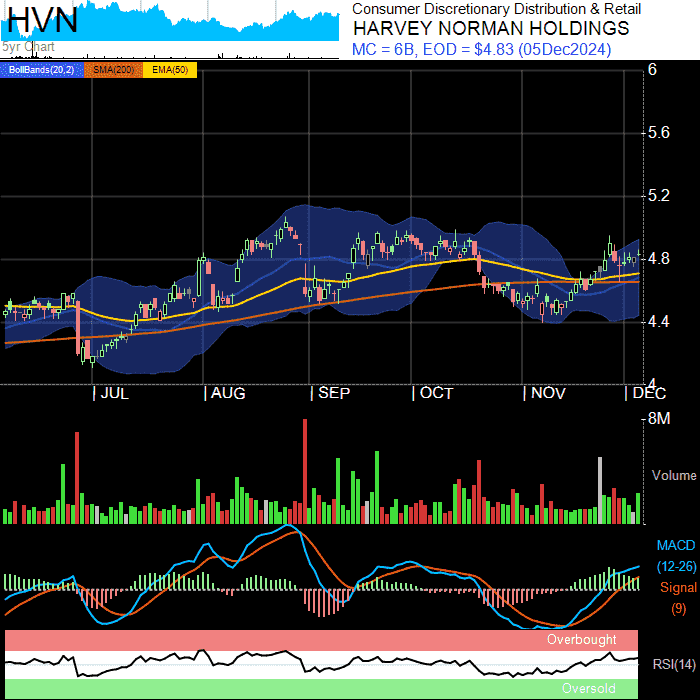 HVN
5yr Chart
Consumer Discretionary Distribution & Retail
HARVEY NORMAN HOLDINGS
MC = 6B, EOD = $4.83 (05Dec2024)
BollBands(20,2) SMA(200) EMA(50)
6
5.6
5.2
4.8
4.4
4
JUL AUG SEP OCT NOV DEC
8M
Volume
MACD
(12-26)
Signal
(9)
Overbought
RSI(14)
Oversold